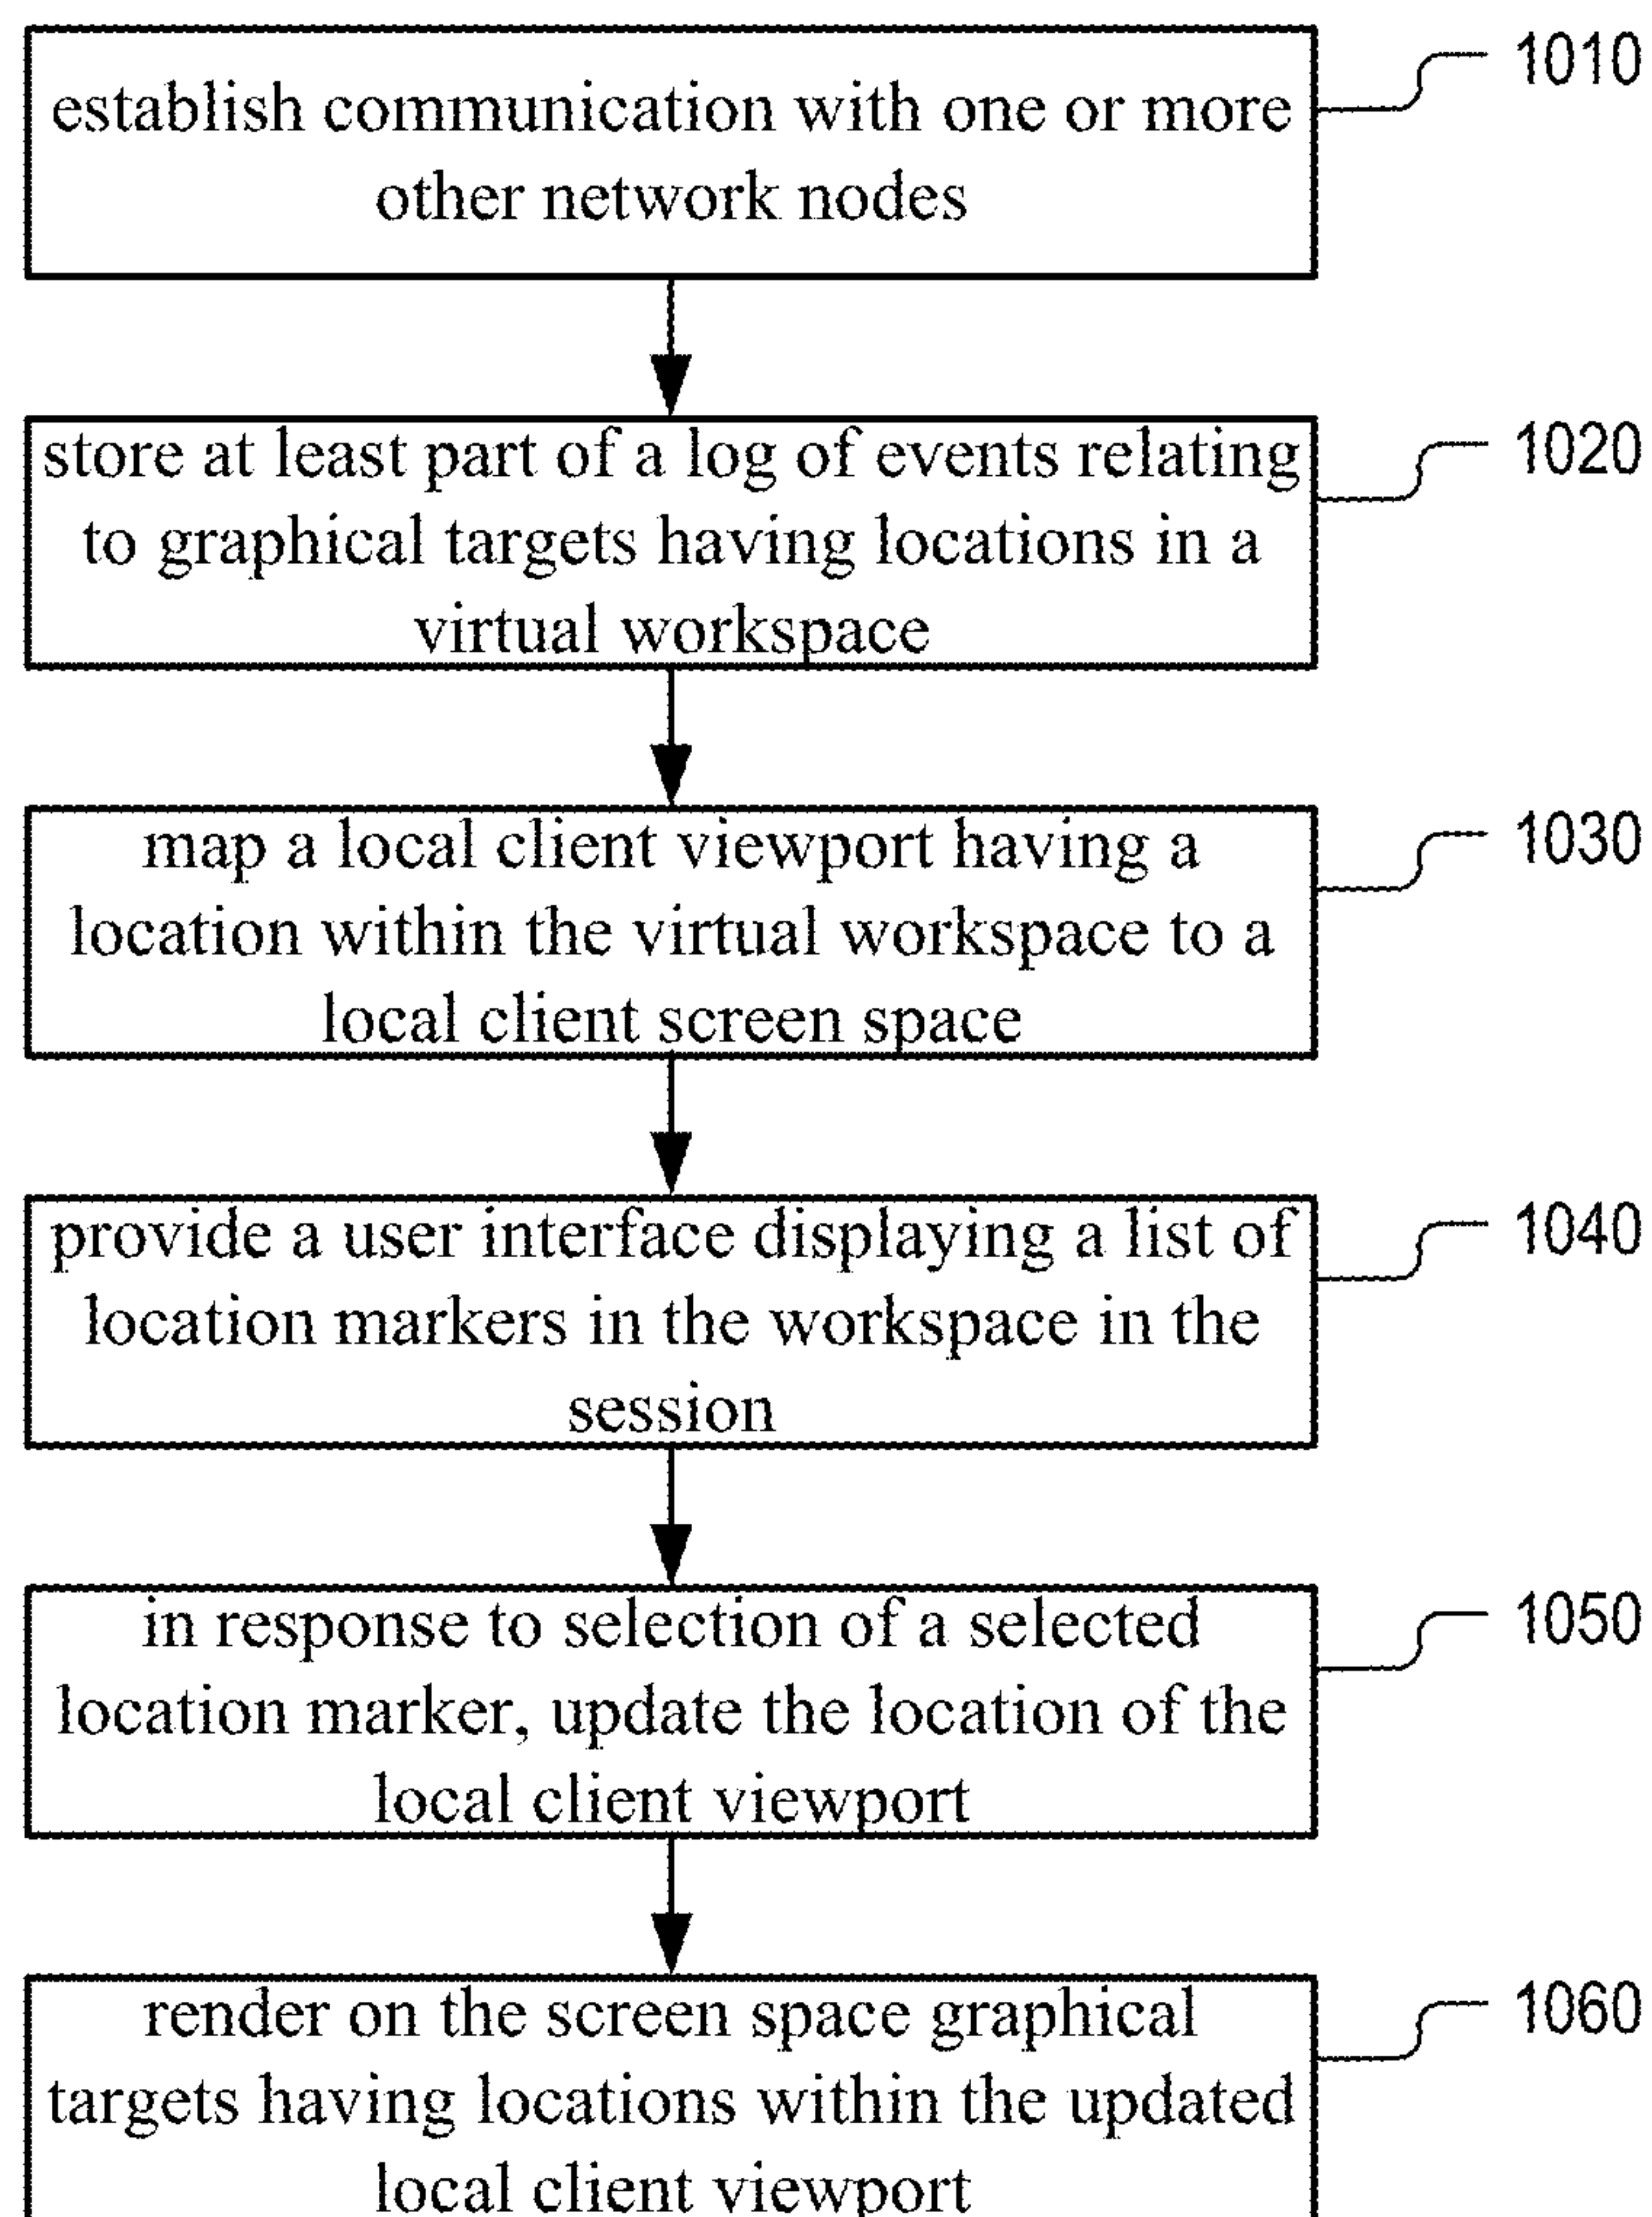 establish communication with one or more
other network nodes
1010
store at least part of a log of events relating
to graphical targets having locations in a
virtual workspace
1020
map a local client viewport having a
location within the virtual workspace to a
local client screen space
1030
provide a user interface displaying a list of
location markers in the workspace in the
session
1040
in response to selection of a selected
location marker, update the location of the
local client viewport
1050
render on the screen space graphical
targets having locations within the updated
local client viewport
1060